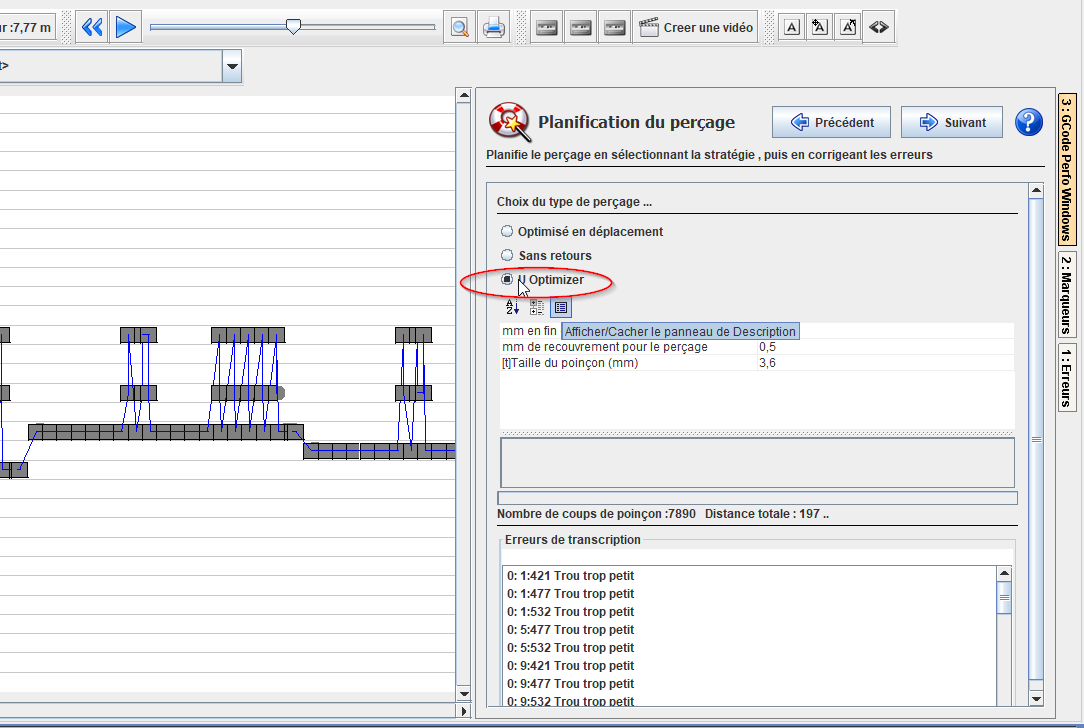 r :7,77 m
Creer une vidéo
A
A
A
t>
Planification du perçage
Précédent
Suivant
?
Planifie le perçage en sélectionnant la stratégie , puis en corrigeant les erreurs
Choix du type de perçage ...
Optimisé en déplacement
Sans retours
U Optimizer
mm en fin
Afficher/Cacher le panneau de Description
mm de recouvrement pour le perçage 0,5
[t]Taille du poinçon (mm) 3,6
Nombre de coups de poinçon :7890 Distance totale : 197 ..
Erreurs de transcription
0: 1:421 Trou trop petit
0: 1:477 Trou trop petit
0: 1:532 Trou trop petit
0: 5:477 Trou trop petit
0: 5:532 Trou trop petit
0: 9:421 Trou trop petit
0: 9:477 Trou trop petit
0: 9:532 Trou trop petit
3 : GCode Perfo Windows
2 : Marqueurs
1 : Erreurs